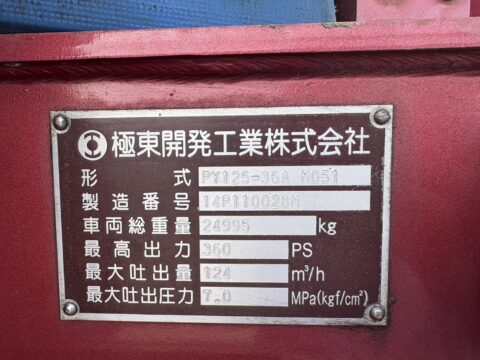 極東開発工業株式会社
形式 PY125-36A M051
製造番号 14P110028N
車両総重量 24995 kg
最高出力 360 PS
最大吐出量 124 m³/h
最大吐出圧力 7.0 MPa(kgf/cm²)